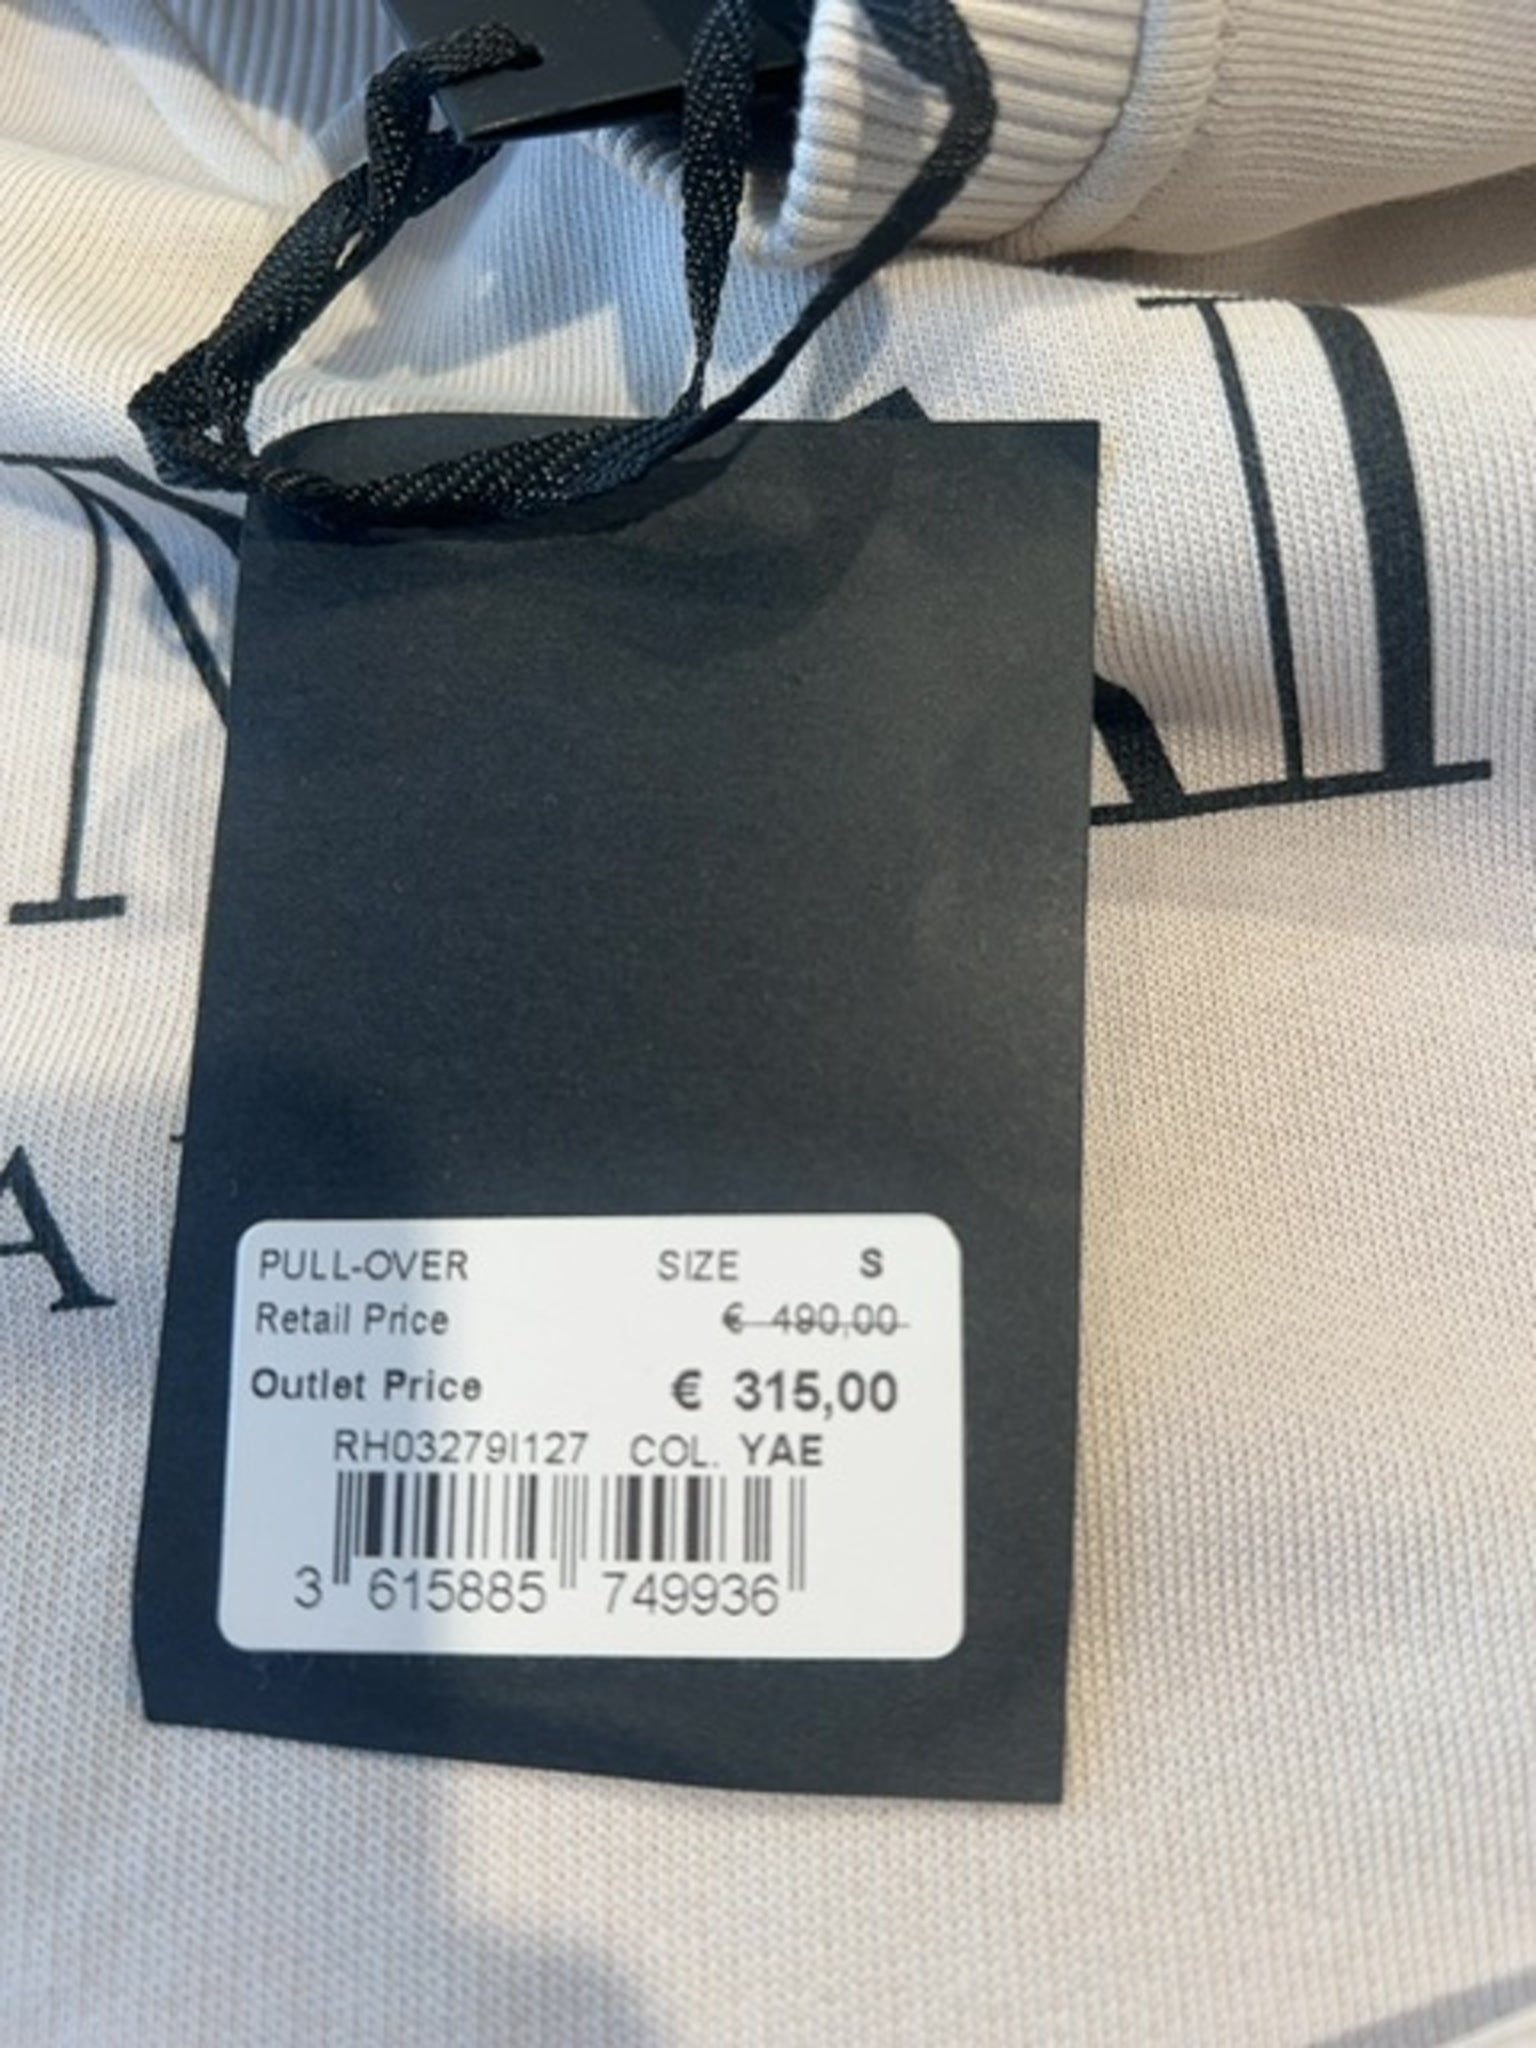 PULL-OVER SIZE S
Retail Price € 490,00
Outlet Price € 315,00
RH03279I127 COL. YAE
3 615885 749936